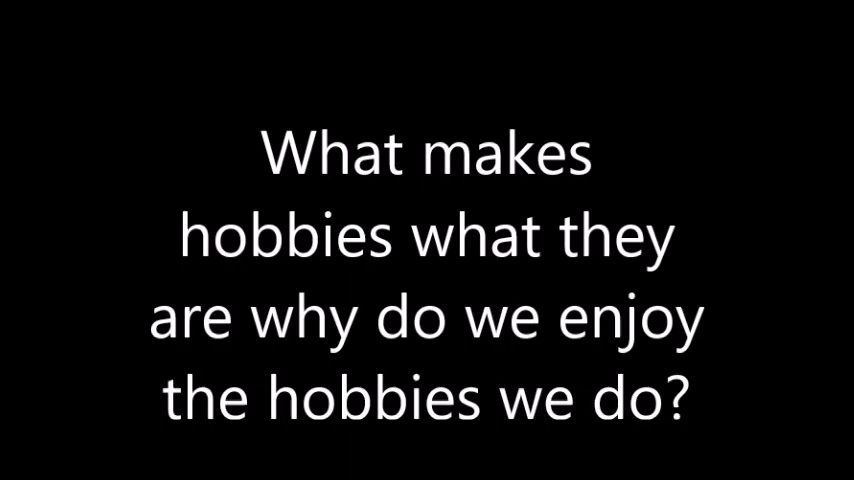 What makes
hobbies what they
are why do we enjoy
the hobbies we do?